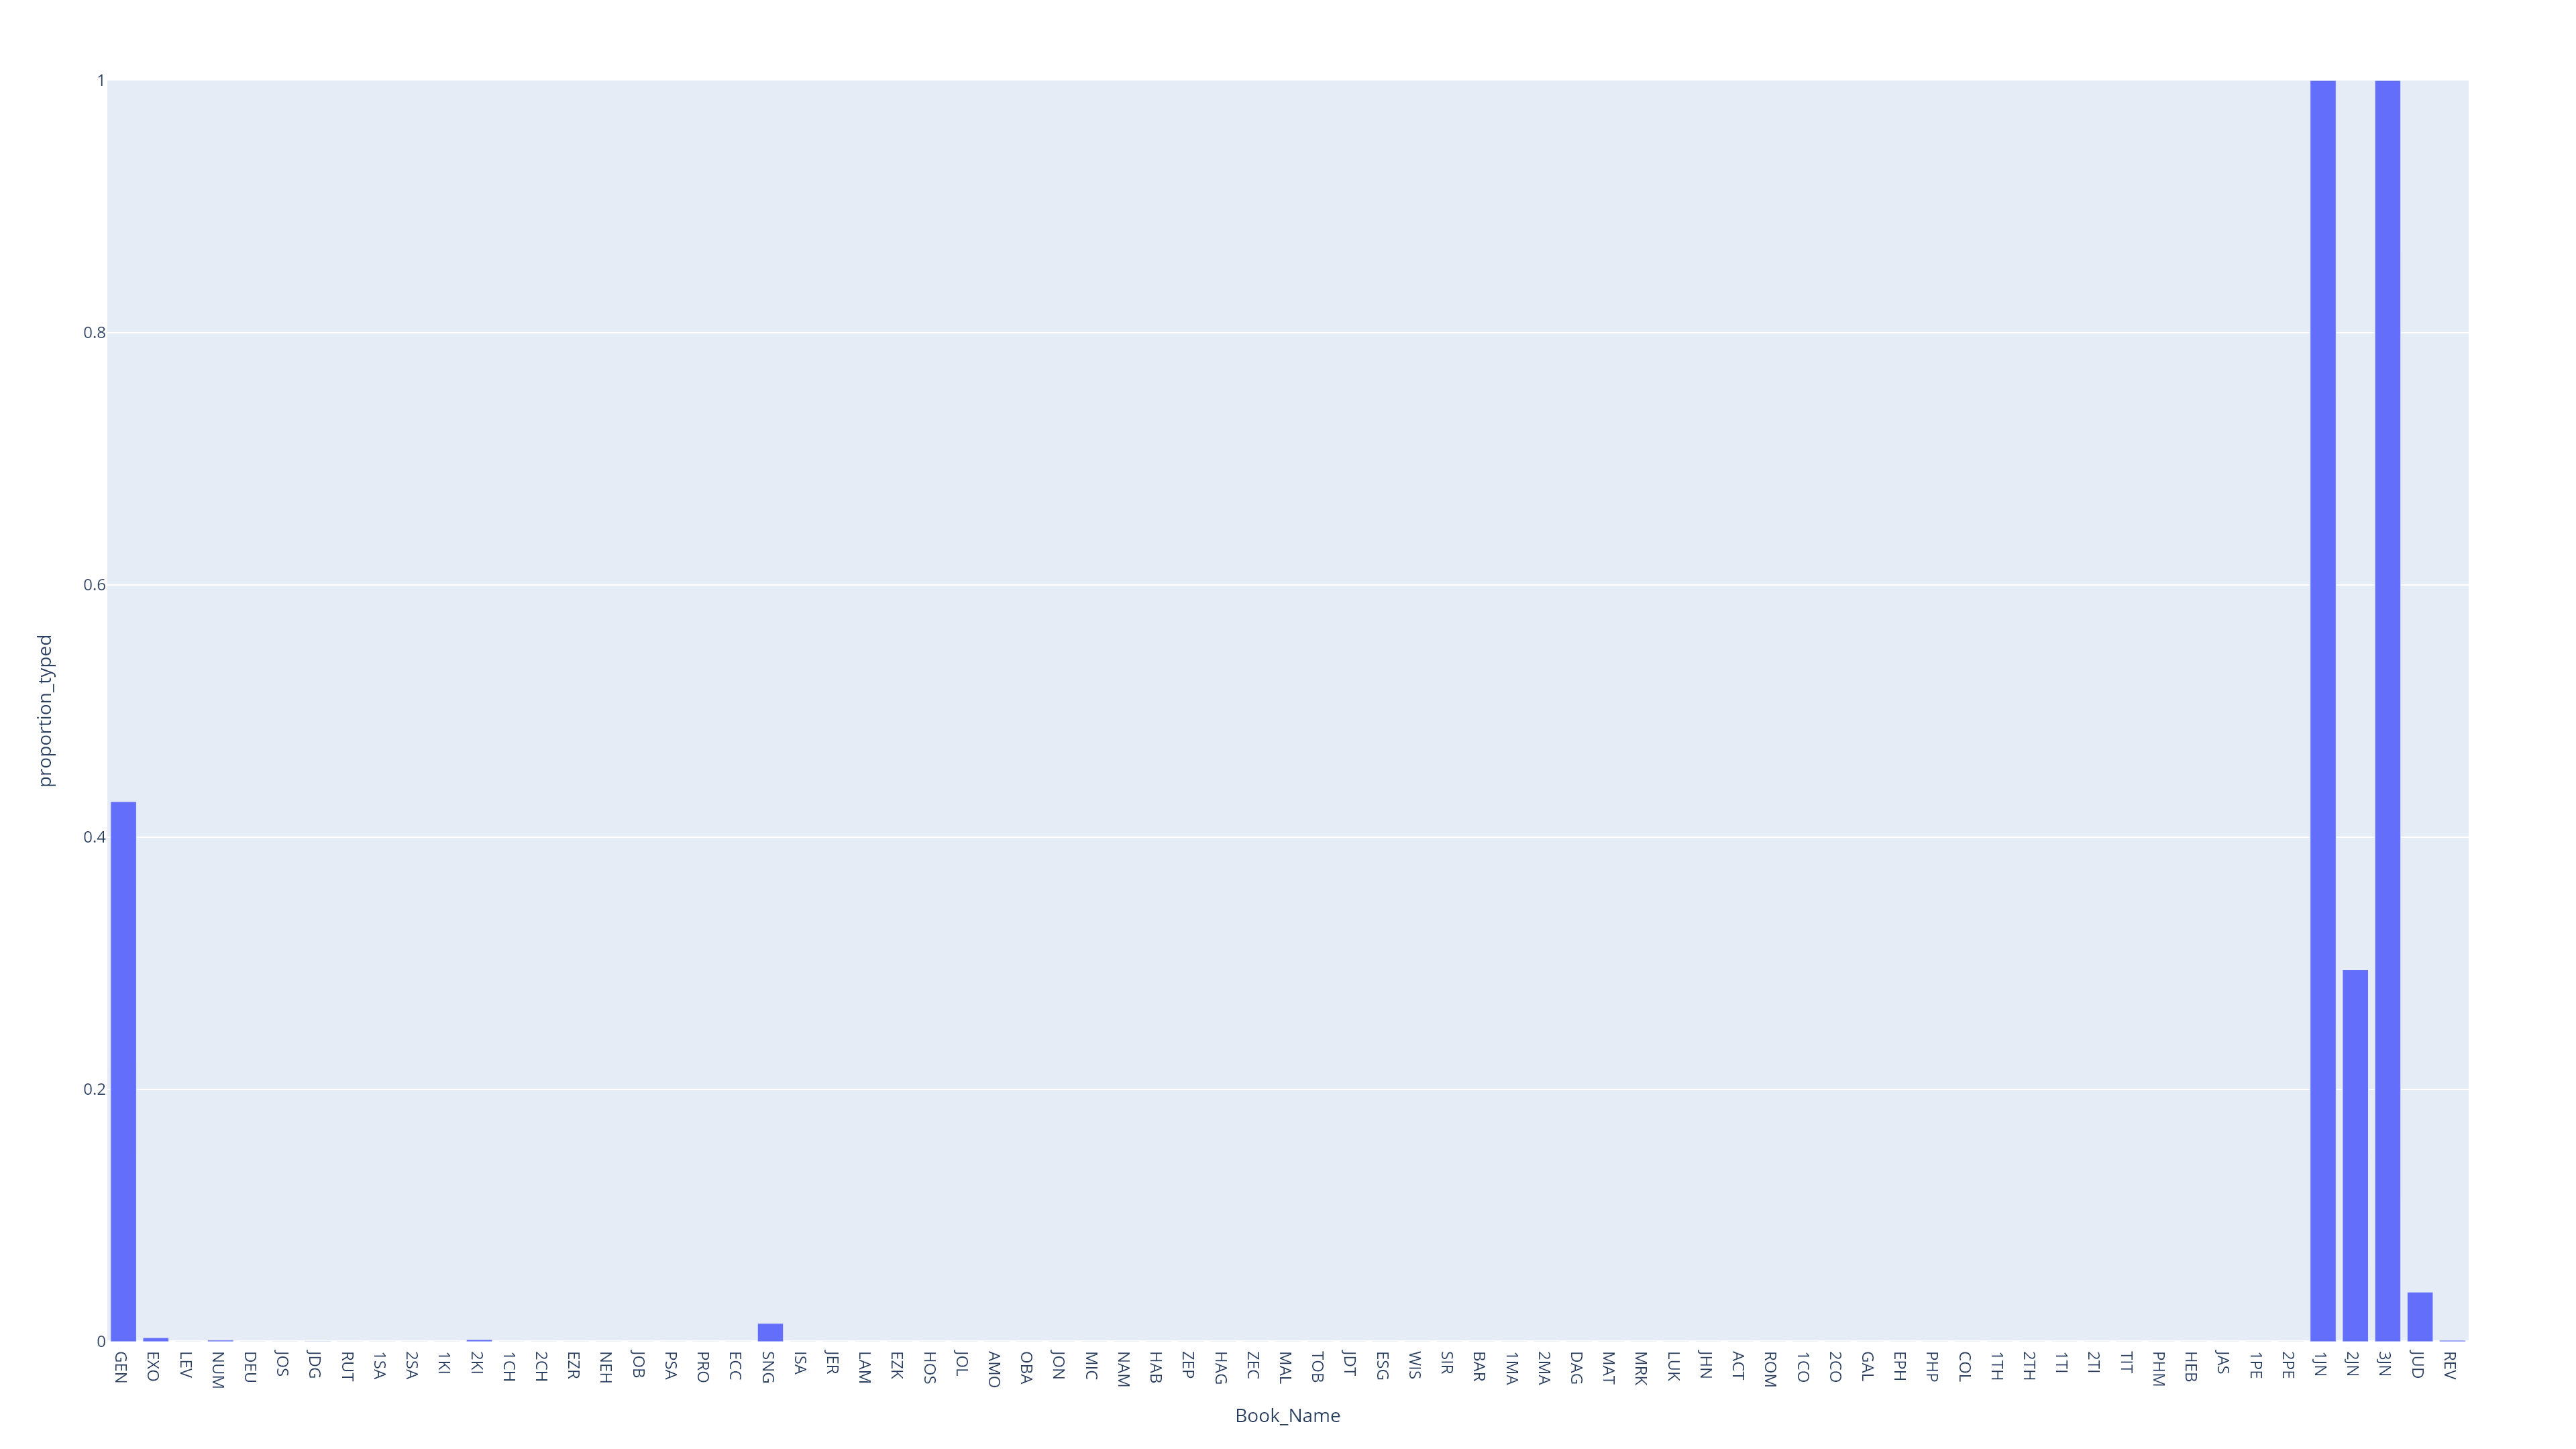 proportion_typed
1
0.8
0.6
0.4
0.2
0
GEN EXO LEV NUM DEU JOS JDG RUT 1SA 2SA 1KI 2KI 1CH 2CH EZR NEH JOB PSA PRO ECC SNG ISA JER LAM EZK HOS JOL AMO OBA JON MIC NAM HAB ZEP HAG ZEC MAL TOB JDT ESG WIS SIR BAR 1MA 2MA DAG MAT MRK LUK JHN ACT ROM 1CO 2CO GAL EPH PHP COL 1TH 2TH 1TI 2TI TIT PHM HEB JAS 1PE 2PE 1JN 2JN 3JN JUD REV
Book_Name